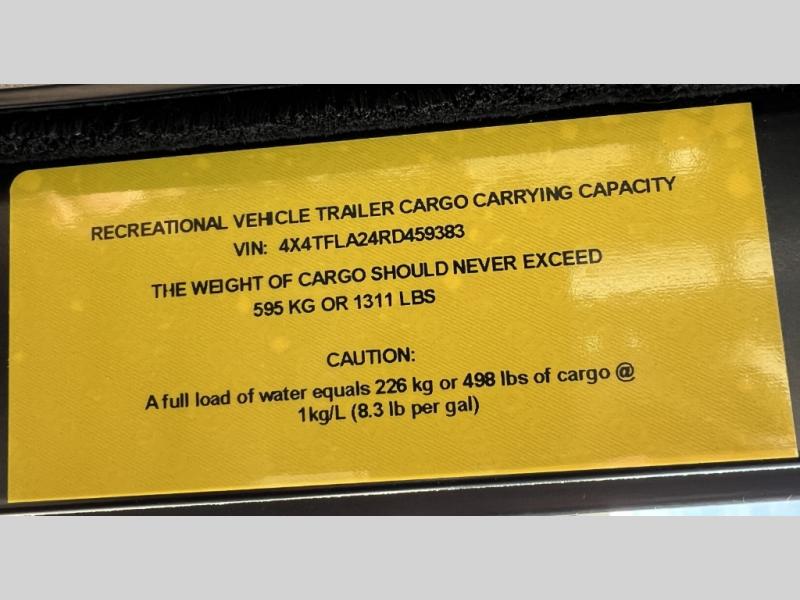 RECREATIONAL VEHICLE TRAILER CARGO CARRYING CAPACITY
VIN: 4X4TFLA24RD459383
THE WEIGHT OF CARGO SHOULD NEVER EXCEED
595 KG OR 1311 LBS
CAUTION:
A full load of water equals 226 kg or 498 lbs of cargo @
1kg/L (8.3 lb per gal)